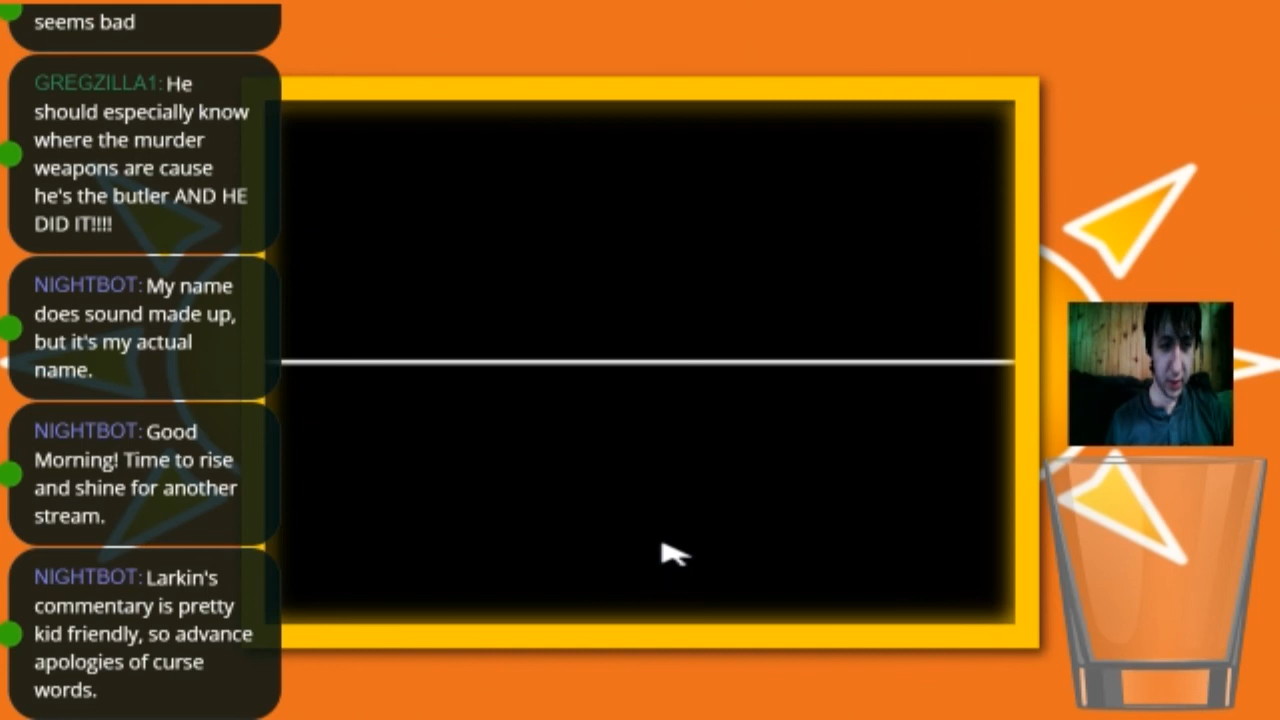 seems bad
GREGZILLA1: He
should especially know
where the murder
weapons are cause
he's the butler AND HE
DID IT!!!!
NIGHTBOT: My name
does sound made up,
but it's my actual
name.
NIGHTBOT: Good
Morning! Time to rise
and shine for another
stream.
NIGHTBOT: Larkin's
commentary is pretty
kid friendly, so advance
apologies of curse
words.